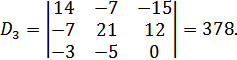 D₃ = |14 −7 −15|
|−7 21 12| = 378.
|−3 −5 0|